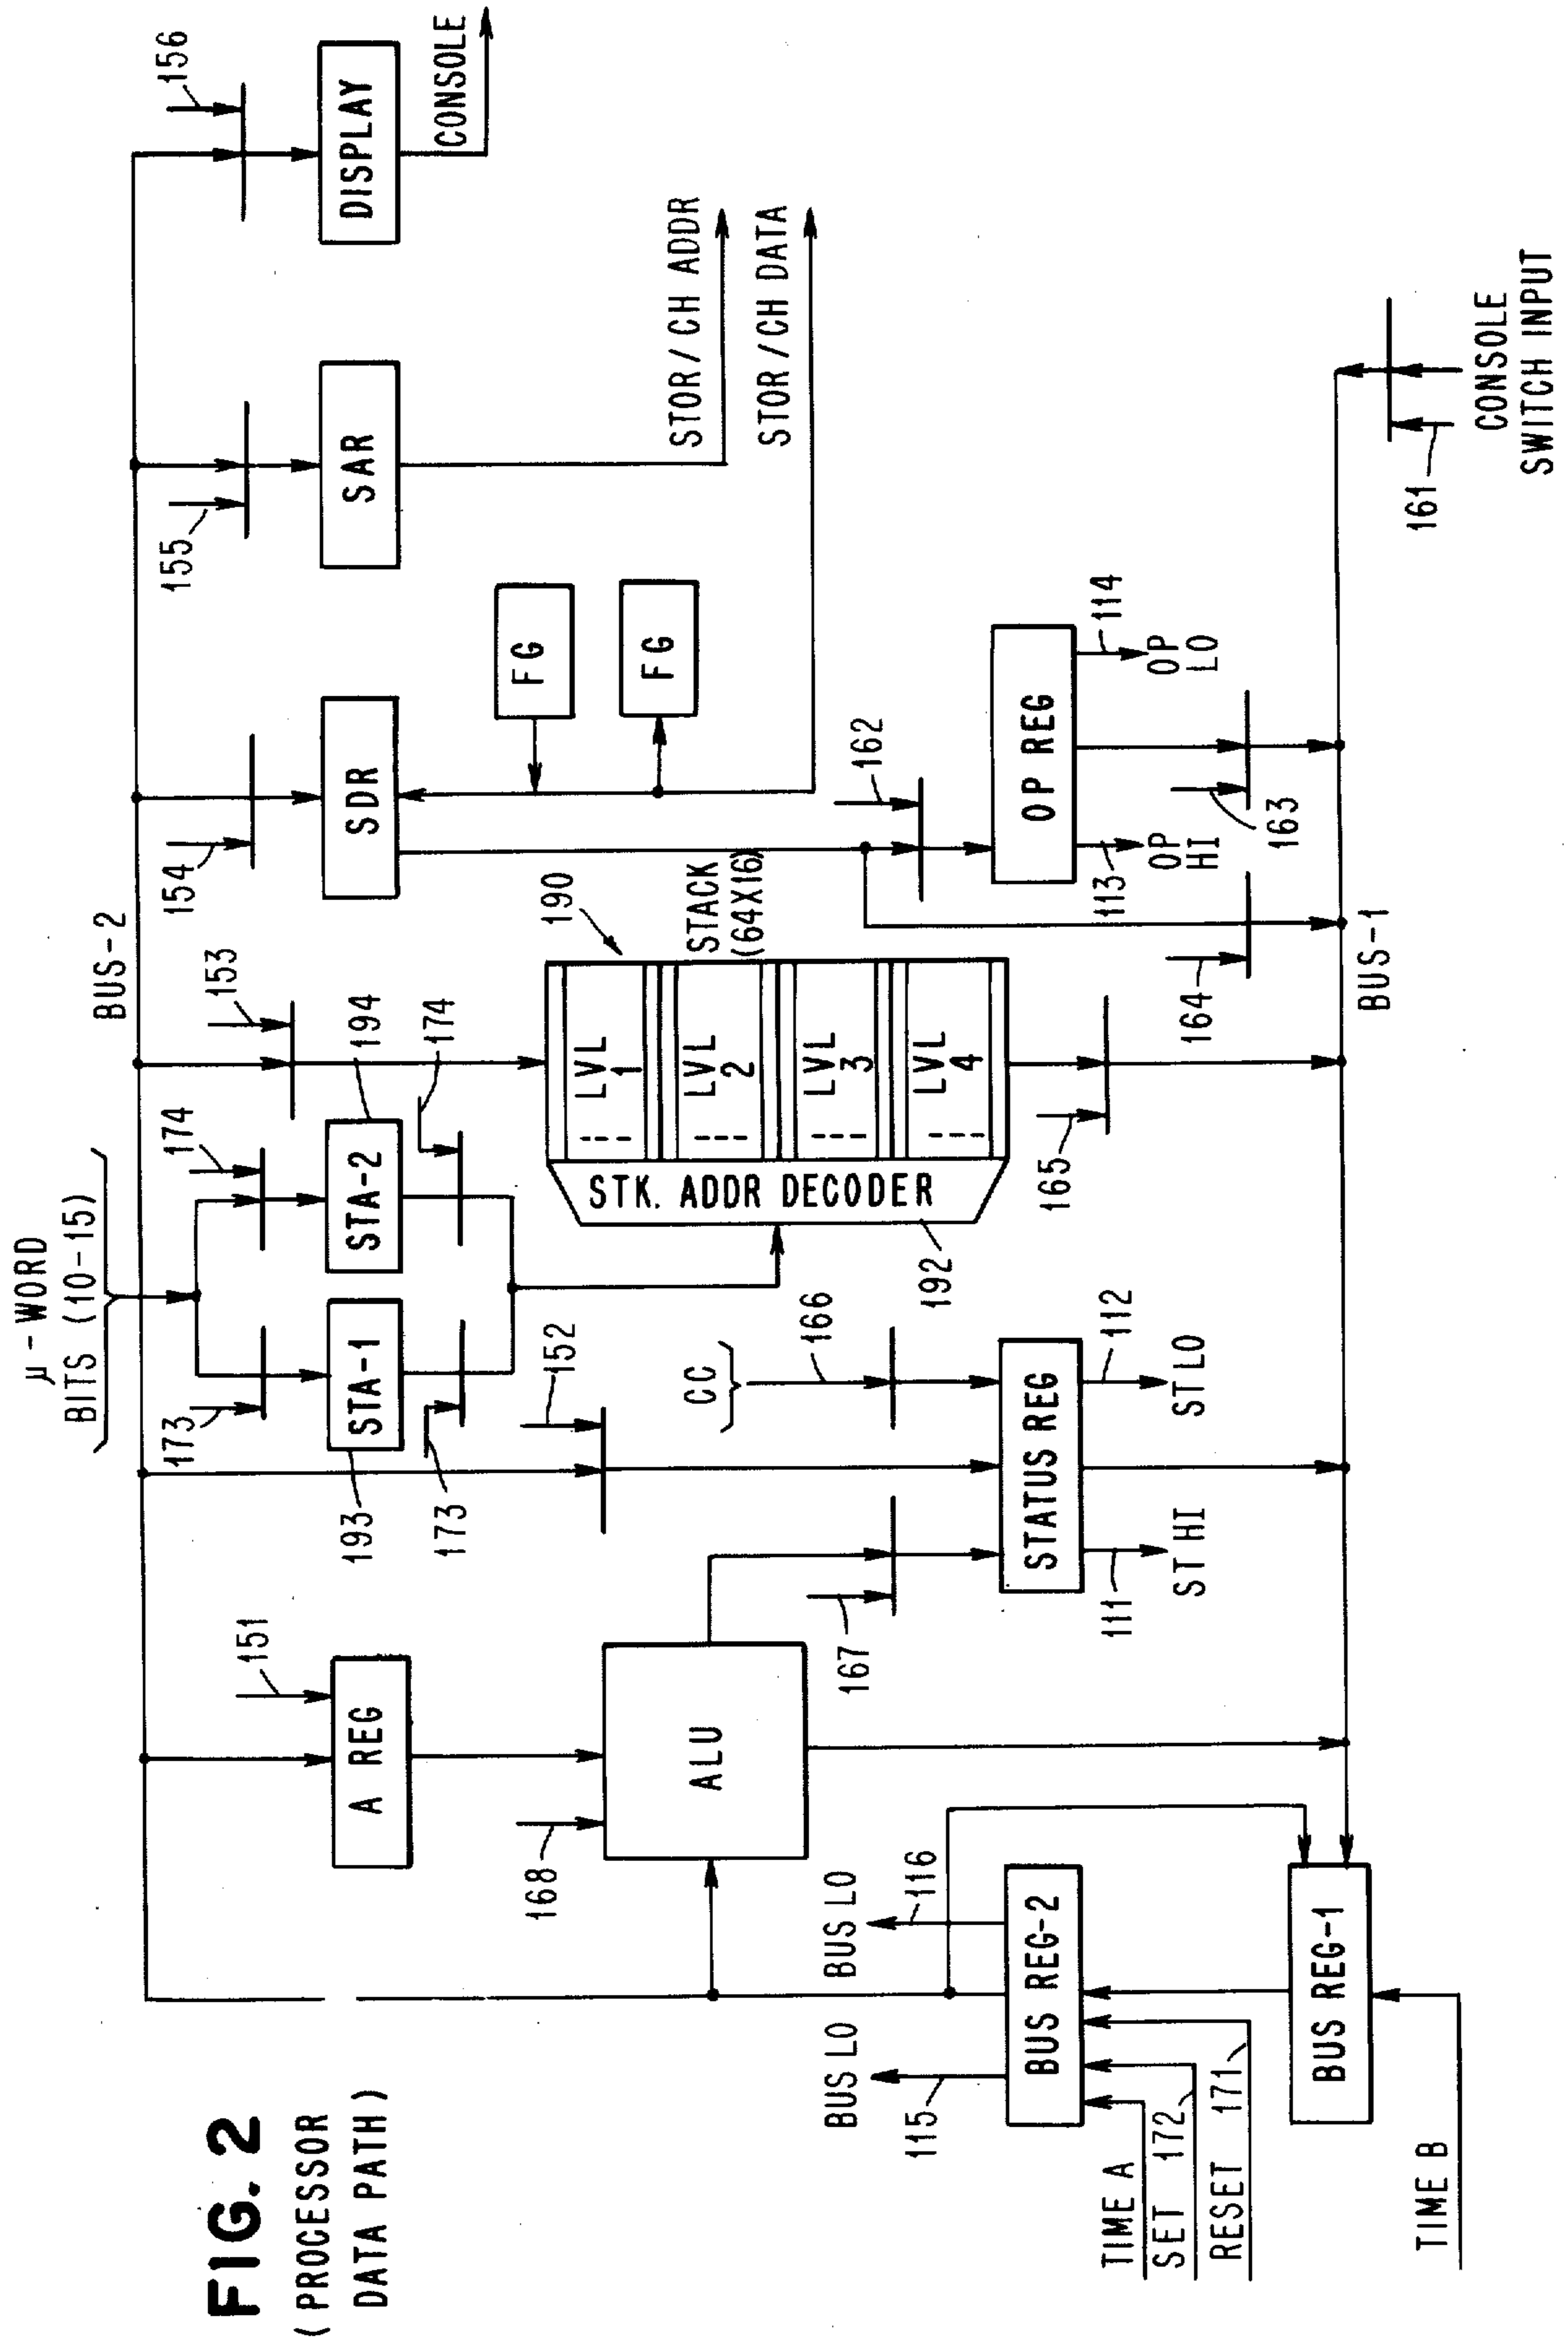 FIG. 2
(PROCESSOR
DATA PATH)
µ-WORD
BITS (10-15)
BUS-2
151
A REG
168
ALU
167
173
STA-1
193
173
174
STA-2
194
174
152
CC
166
STATUS REG
111
ST HI
112
ST LO
153
190
STACK
(64X16)
LVL
1
LVL
2
LVL
3
LVL
4
STK. ADDR DECODER
192
165
154
SDR
FG
FG
155
SAR
STOR/CH ADDR
STOR/CH DATA
156
DISPLAY
CONSOLE
162
OP REG
113
OP
HI
114
OP
LO
163
164
BUS-1
161
CONSOLE
SWITCH INPUT
BUS LO
115
BUS LO
116
BUS REG-2
TIME A
SET 172
RESET 171
BUS REG-1
TIME B